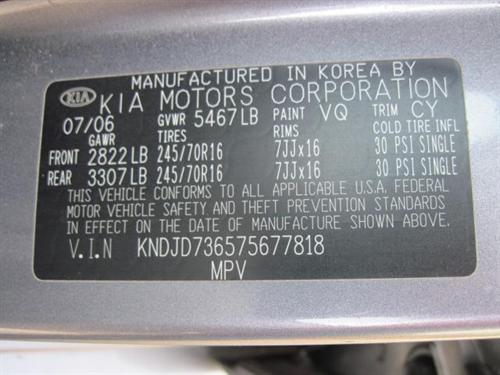 MANUFACTURED IN KOREA BY
KIA KIA MOTORS CORPORATION
07/06 GVWR 5467LB PAINT VQ TRIM CY
GAWR TIRES RIMS COLD TIRE INFL
FRONT 2822LB 245/70R16 7JJx16 30 PSI SINGLE
REAR 3307LB 245/70R16 7JJx16 30 PSI SINGLE
THIS VEHICLE CONFORMS TO ALL APPLICABLE U.S.A. FEDERAL
MOTOR VEHICLE SAFETY AND THEFT PREVENTION STANDARDS
IN EFFECT ON THE DATE OF MANUFACTURE SHOWN ABOVE.
V.I.N KNDJD736575677818
MPV